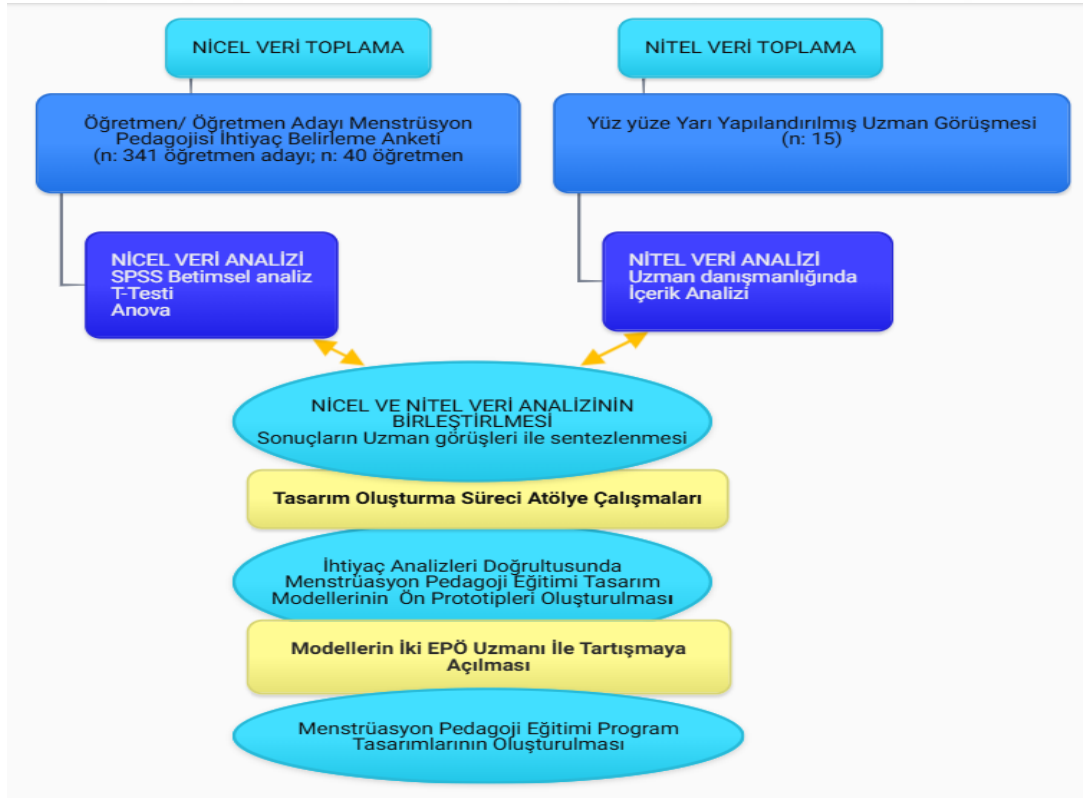 NİCEL VERİ TOPLAMA
NİTEL VERİ TOPLAMA
Öğretmen/ Öğretmen Adayı Menstrüsyon
Pedagojisi İhtiyaç Belirleme Anketi
(n: 341 öğretmen adayı; n: 40 öğretmen
Yüz yüze Yarı Yapılandırılmış Uzman Görüşmesi
(n: 15)
NİCEL VERİ ANALİZİ
SPSS Betimsel analiz
T-Testi
Anova
NİTEL VERİ ANALİZİ
Uzman danışmanlığında
İçerik Analizi
NİCEL VE NİTEL VERİ ANALİZİNİN
BİRLEŞTİRLMESİ
Sonuçların Uzman görüşleri ile sentezlenmesi
Tasarım Oluşturma Süreci Atölye Çalışmaları
İhtiyaç Analizleri Doğrultusunda
Menstrüasyon Pedagoji Eğitimi Tasarım
Modellerinin Ön Prototipleri Oluşturulması
Modellerin İki EPÖ Uzmanı İle Tartışmaya
Açılması
Menstrüasyon Pedagoji Eğitimi Program
Tasarımlarının Oluşturulması